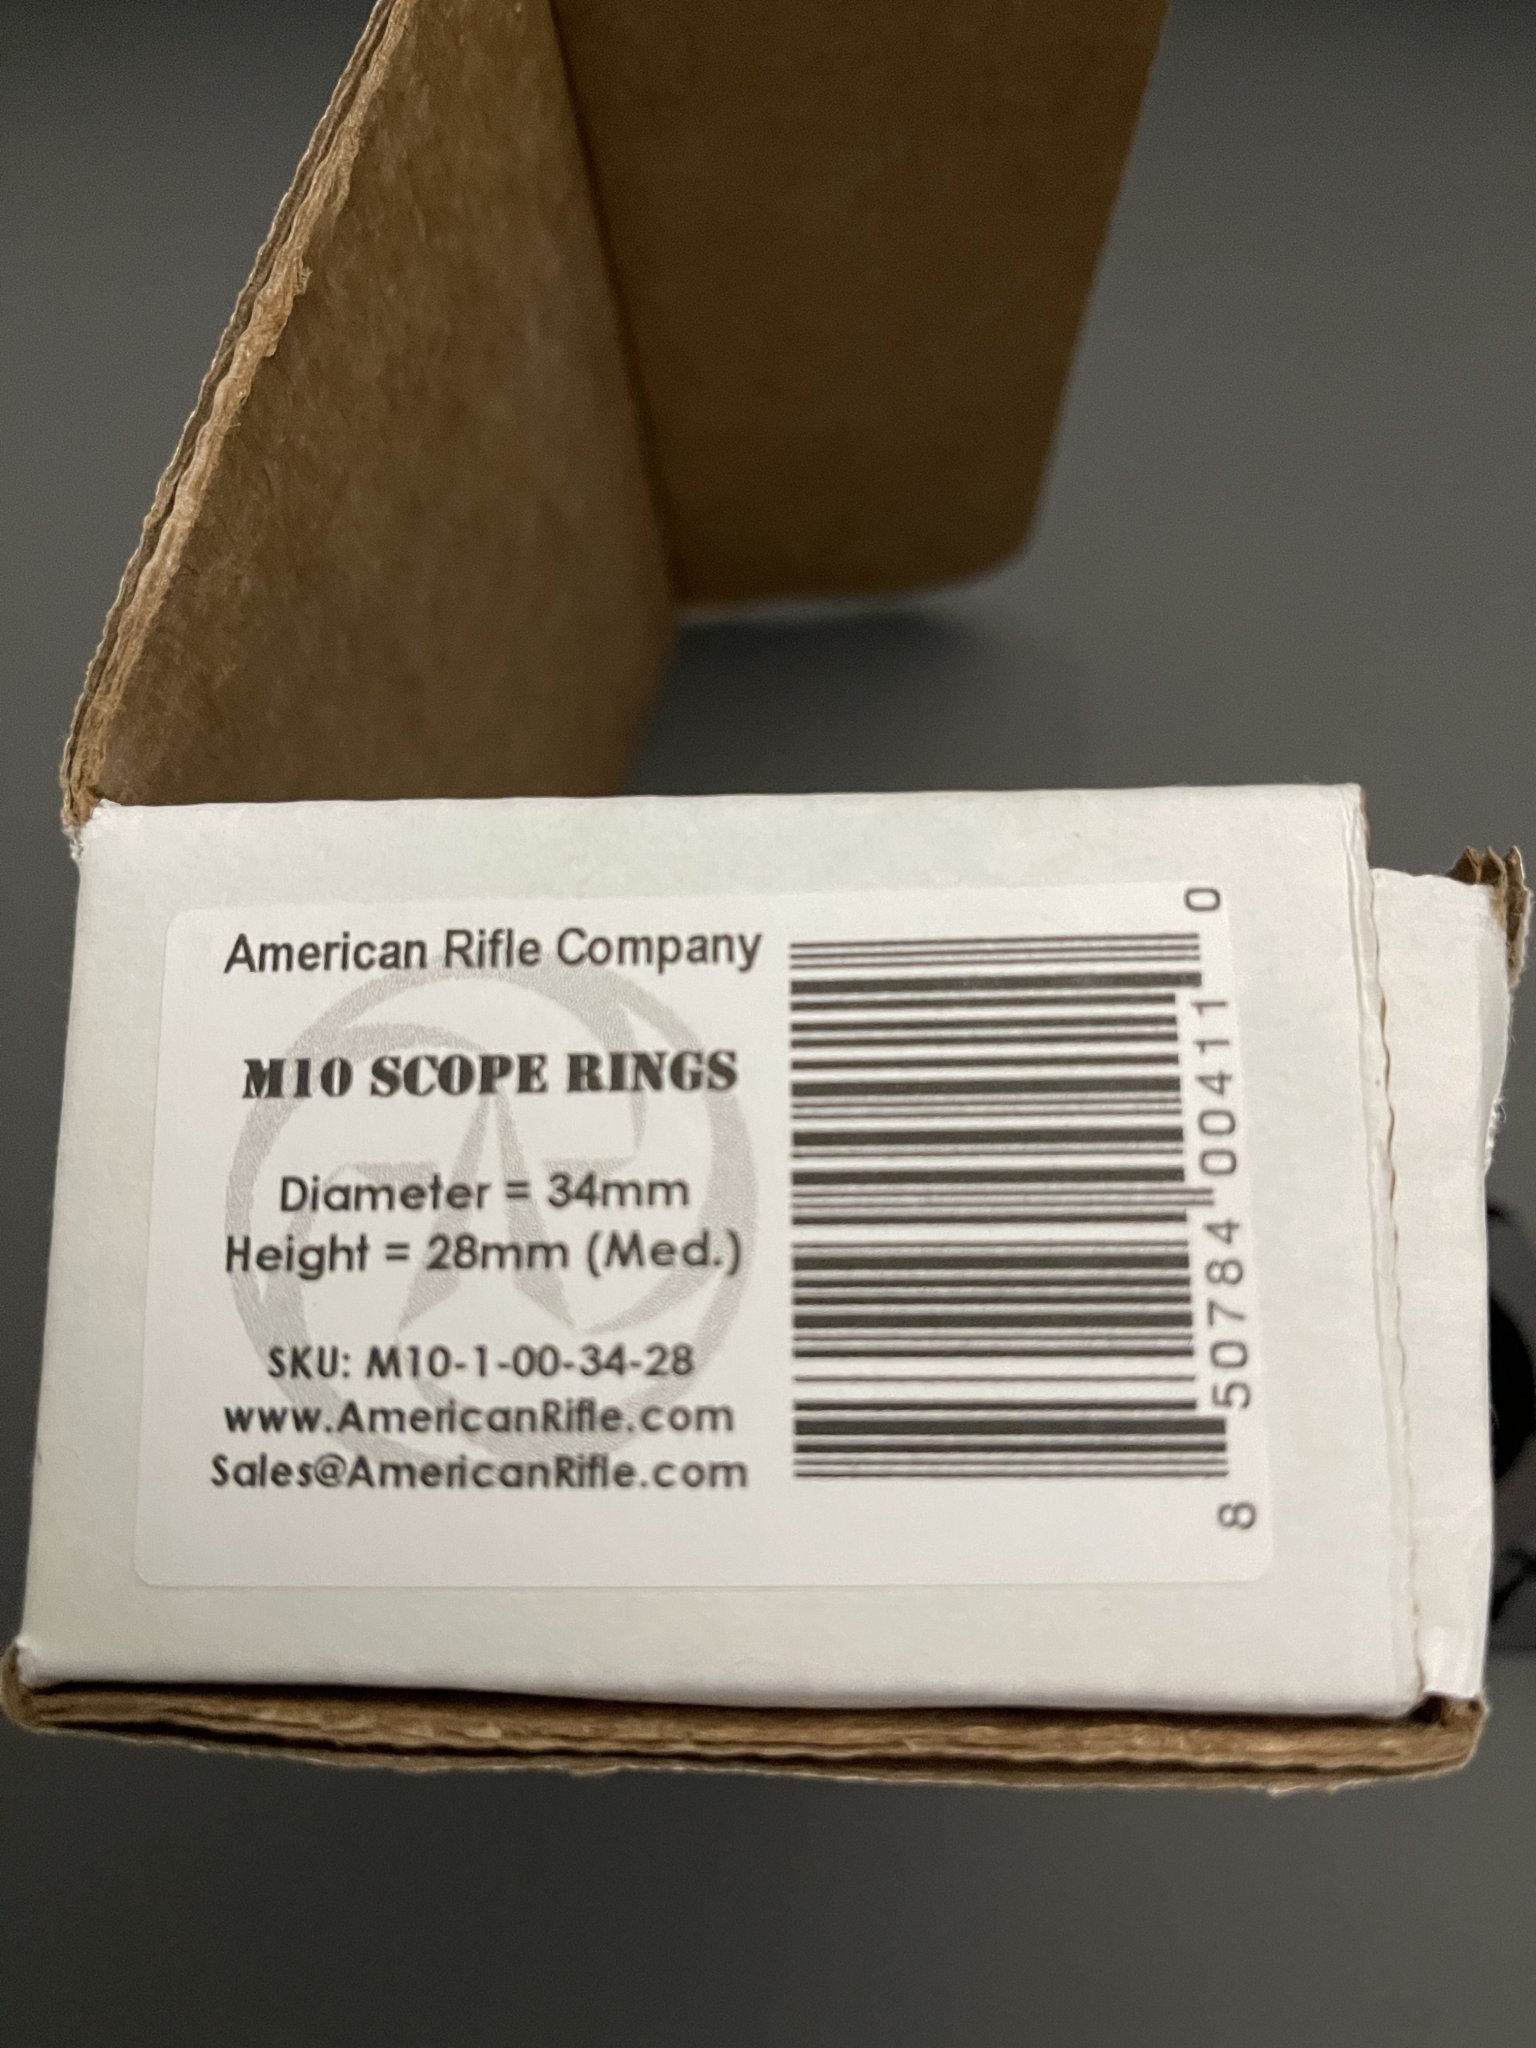 American Rifle Company
M10 SCOPE RINGS
Diameter = 34mm
Height = 28mm (Med.)
SKU: M10-1-00-34-28
www.AmericanRifle.com
Sales@AmericanRifle.com
8 50784 00411 0